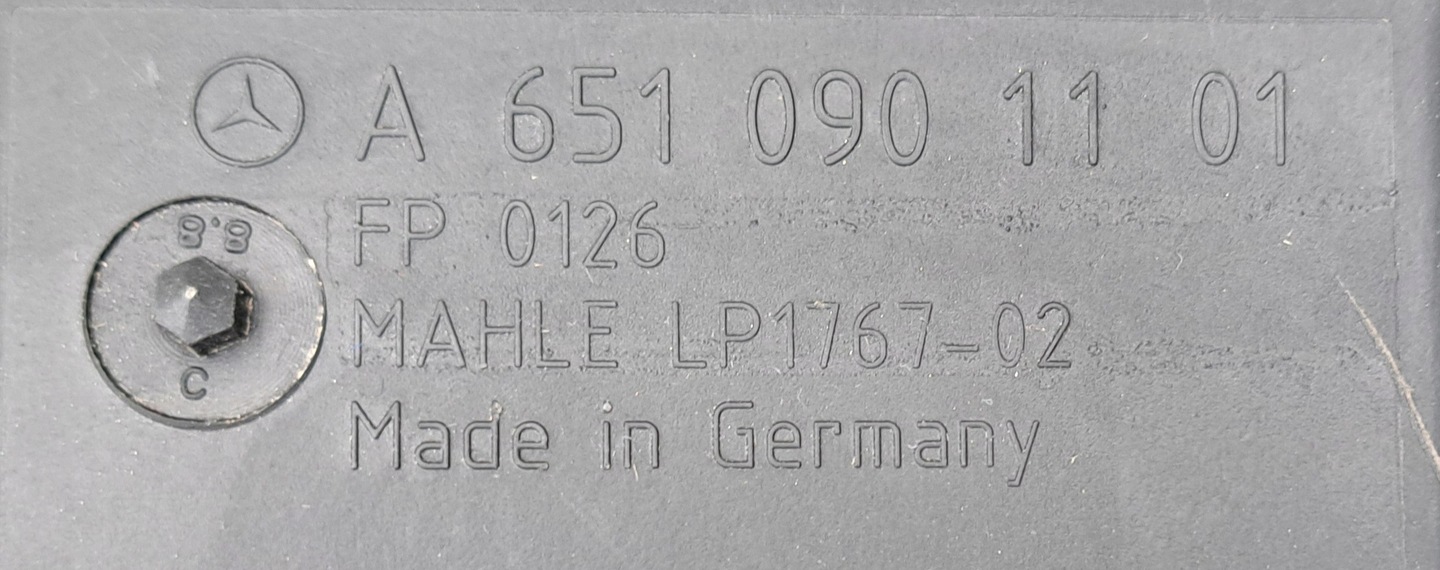 A 651 090 11 01
FP 0126
8.8
MAHLE LP1767-02
C
Made in Germany